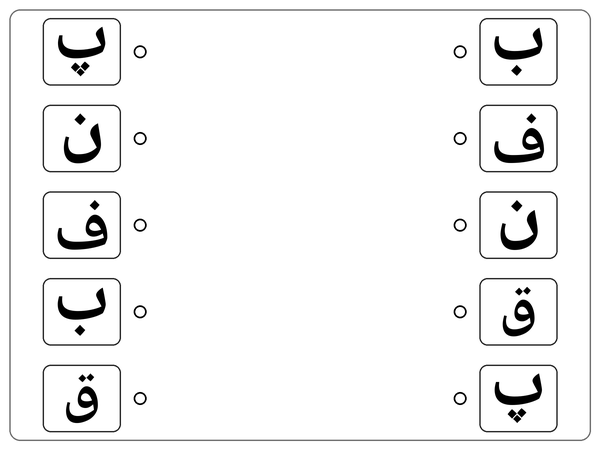 ب پ
ف ن
ن ف
ق ب
پ ق